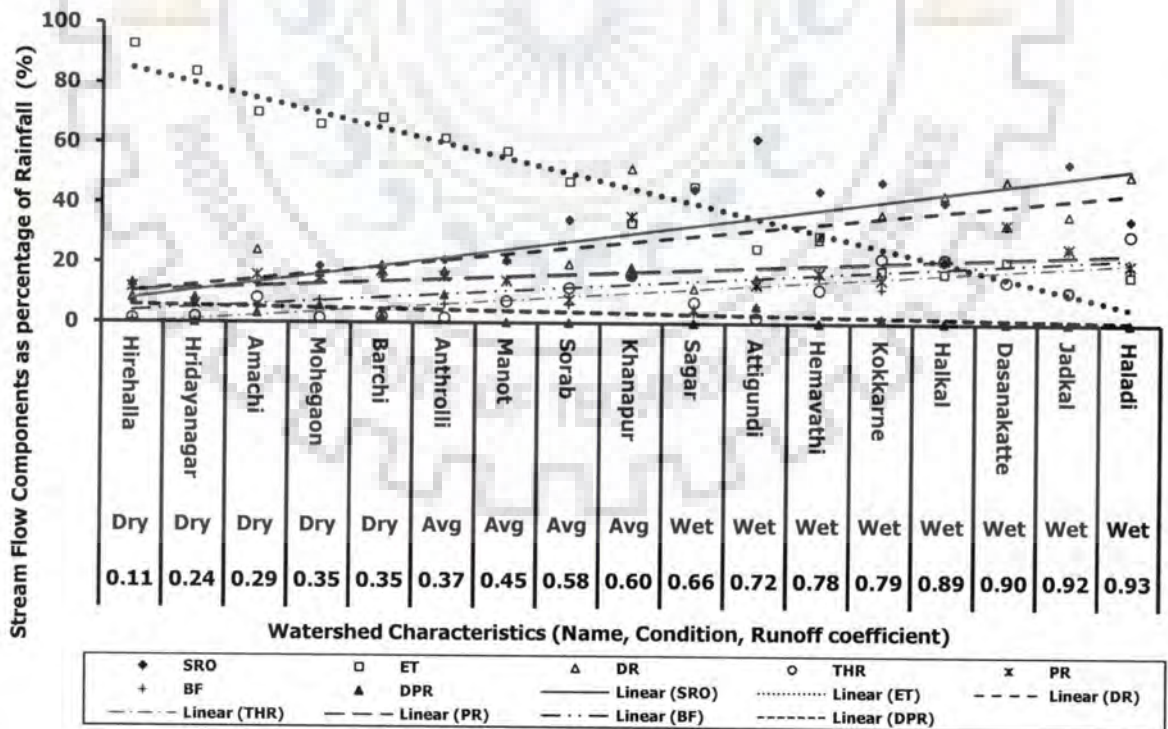 Stream Flow Components as percentage of Rainfall (%)
100
80
60
40
20
0
Hirehalla Hridayanagar Amachi Mohegaon Barchi Anthrolli Manot Sorab Khanapur Sagar Attigundi Hemavathi Kokkarne Halkal Dasanakatte Jadkal Haladi
Dry Dry Dry Dry Dry Avg Avg Avg Avg Wet Wet Wet Wet Wet Wet Wet Wet
0.11 0.24 0.29 0.35 0.35 0.37 0.45 0.58 0.60 0.66 0.72 0.78 0.79 0.89 0.90 0.92 0.93
Watershed Characteristics (Name, Condition, Runoff coefficient)
SRO ET DR THR PR
BF DPR Linear (SRO) Linear (ET) Linear (DR)
Linear (THR) Linear (PR) Linear (BF) Linear (DPR)